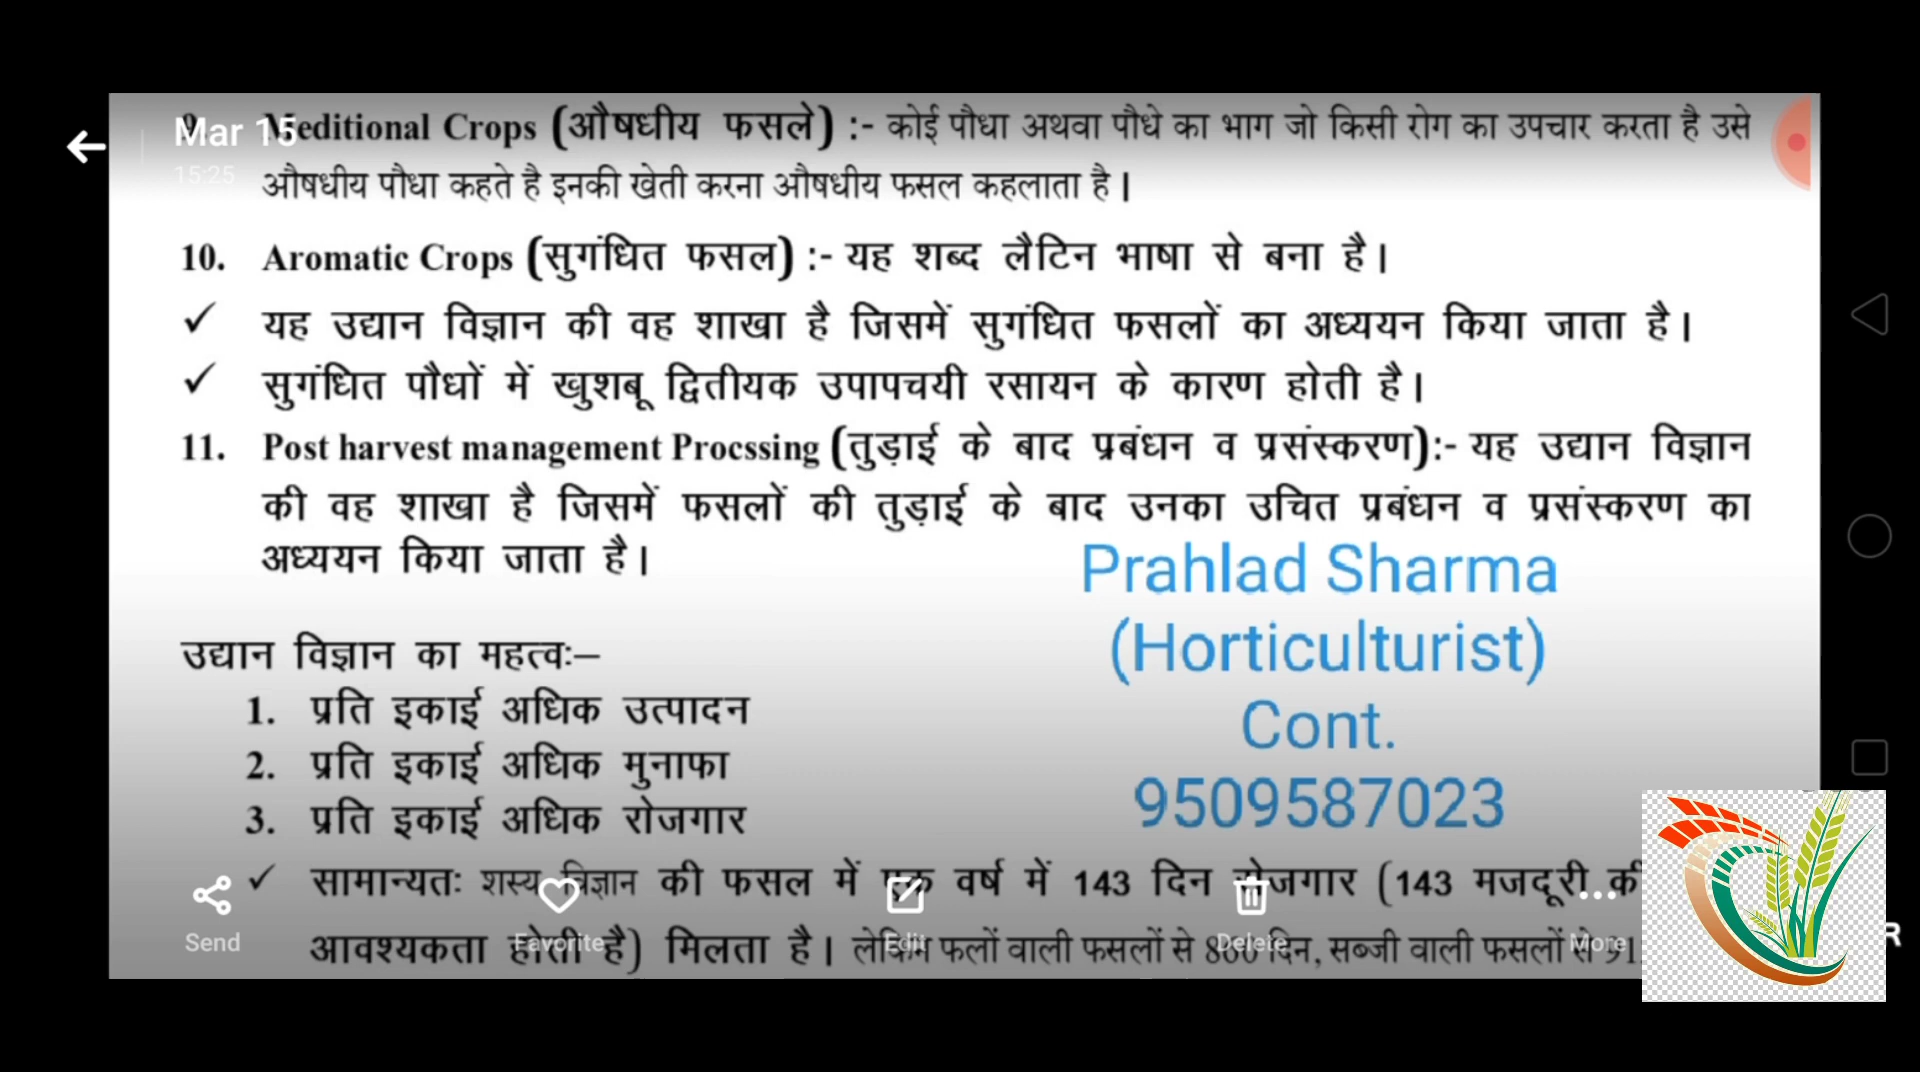 Mar 15
15:25
9. Meditional Crops (औषधीय फसले) :- कोई पौधा अथवा पौधे का भाग जो किसी रोग का उपचार करता है उसे
औषधीय पौधा कहते है इनकी खेती करना औषधीय फसल कहलाता है |
10. Aromatic Crops (सुगंधित फसल) :- यह शब्द लैटिन भाषा से बना है।
✓ यह उद्यान विज्ञान की वह शाखा है जिसमें सुगंधित फसलों का अध्ययन किया जाता है।
✓ सुगंधित पौधों में खुशबू द्वितीयक उपापचयी रसायन के कारण होती है।
11. Post harvest management Procssing (तुड़ाई के बाद प्रबंधन व प्रसंस्करण):- यह उद्यान विज्ञान
की वह शाखा है जिसमें फसलों की तुड़ाई के बाद उनका उचित प्रबंधन व प्रसंस्करण का
अध्ययन किया जाता है।
Prahlad Sharma
(Horticulturist)
Cont.
9509587023
उद्यान विज्ञान का महत्वः–
1. प्रति इकाई अधिक उत्पादन
2. प्रति इकाई अधिक मुनाफा
3. प्रति इकाई अधिक रोजगार
✓ सामान्यतः शस्य विज्ञान की फसल में एक वर्ष में 143 दिन रोजगार (143 मजदूरी की
आवश्यकता होती है) मिलता है। लेकिन फलों वाली फसलों से दिन, सब्जी वाली फसलों से
Send
Favorite
Edit
Delete
More
R